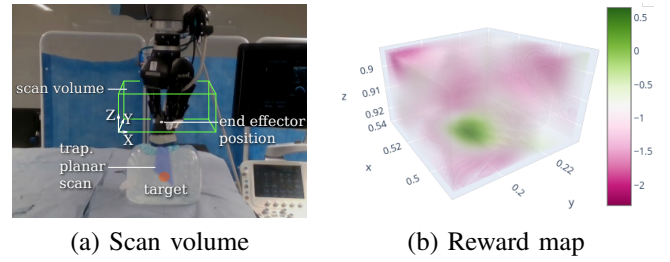 scan volume
Z
Y
X
end effector
position
trap.
planar
scan
target
(a) Scan volume
0.9
0.91
0.92
z
0.54
0.52
0.5
x
0.2
0.22
y
0.5
0
−0.5
−1
−1.5
−2
(b) Reward map